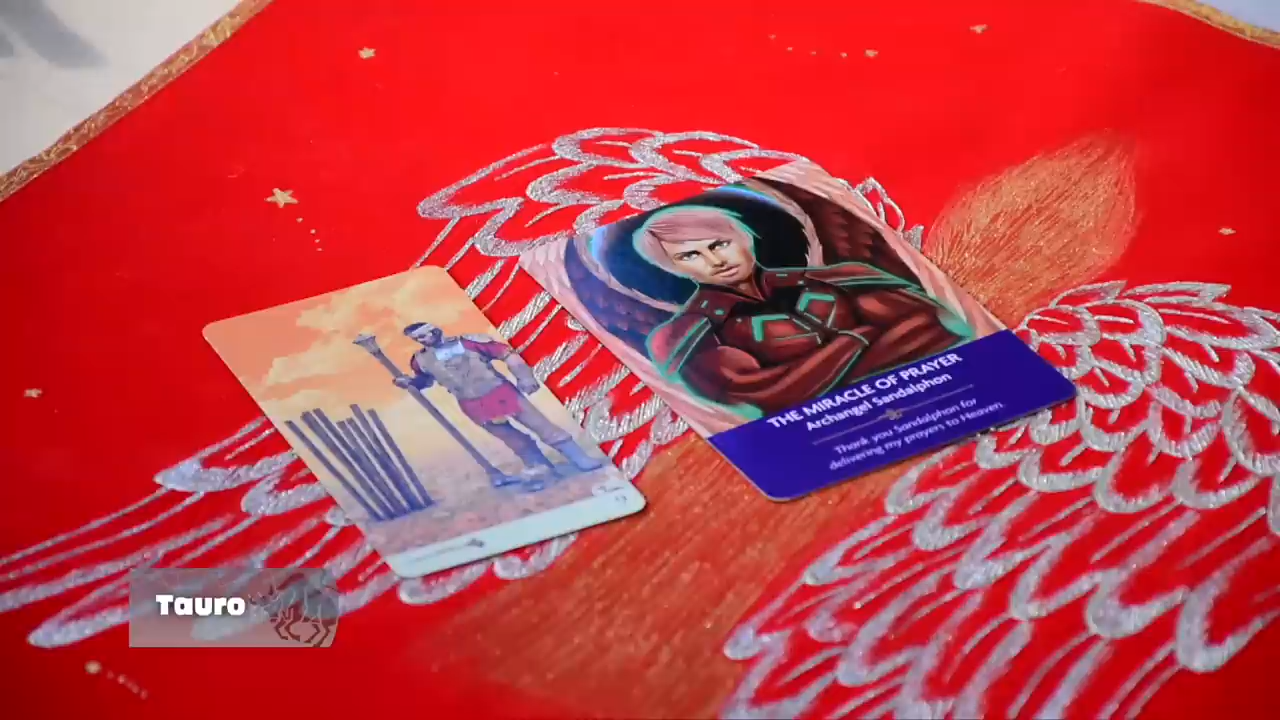 THE MIRACLE OF PRAYER
Archangel Sandalphon
Thank you Sandalphon for
delivering my prayers to Heaven.
Tauro